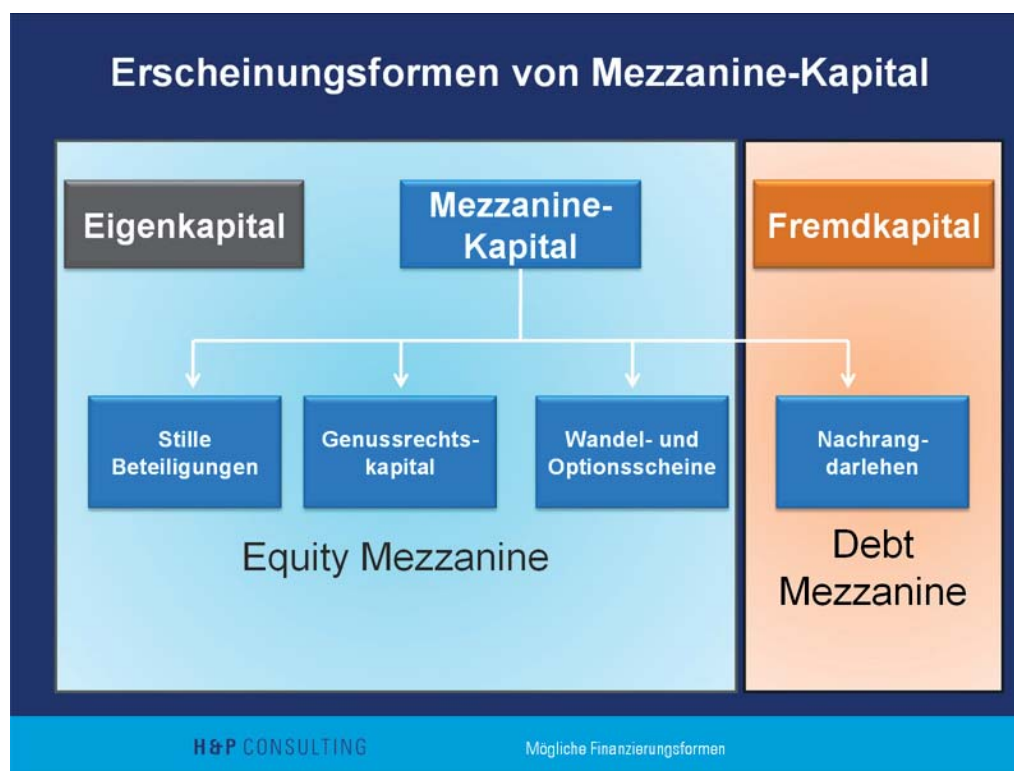 Erscheinungsformen von Mezzanine-Kapital
Eigenkapital
Mezzanine-
Kapital
Fremdkapital
Stille
Beteiligungen
Genussrechts-
kapital
Wandel- und
Optionsscheine
Nachrang-
darlehen
Equity Mezzanine
Debt
Mezzanine
H&P CONSULTING
Mögliche Finanzierungsformen